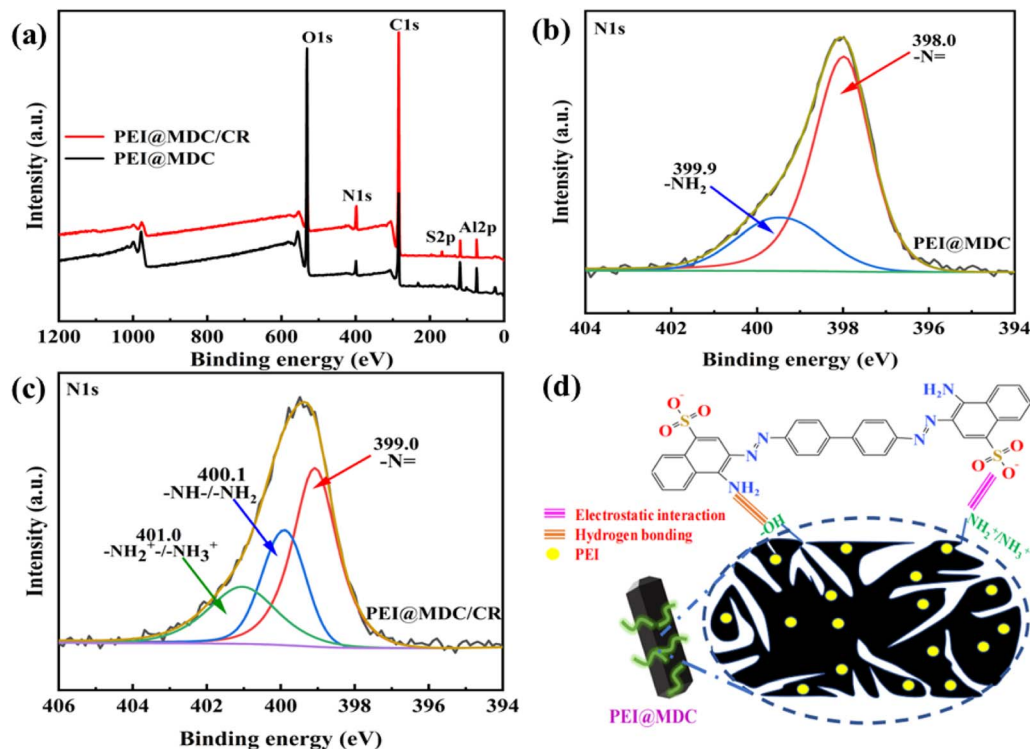 (a)
O1s
C1s
PEI@MDC/CR
PEI@MDC
N1s
S2p
Al2p
Intensity (a.u.)
1200 1000 800 600 400 200 0
Binding energy (eV)
(b)
N1s
398.0
-N=
399.9
-NH₂
PEI@MDC
Intensity (a.u.)
404 402 400 398 396 394
Binding energy (eV)
(c)
N1s
399.0
-N=
400.1
-NH-/-NH₂
401.0
-NH₂⁺-/-NH₃⁺
PEI@MDC/CR
Intensity (a.u.)
406 404 402 400 398 396 394
Binding energy (eV)
(d)
H₂N
O O⁻
S
O
N
N
N
N
O
S O
O⁻
NH₂
Electrostatic interaction
Hydrogen bonding
PEI
-OH
NH₂⁺/NH₃⁺
PEI@MDC